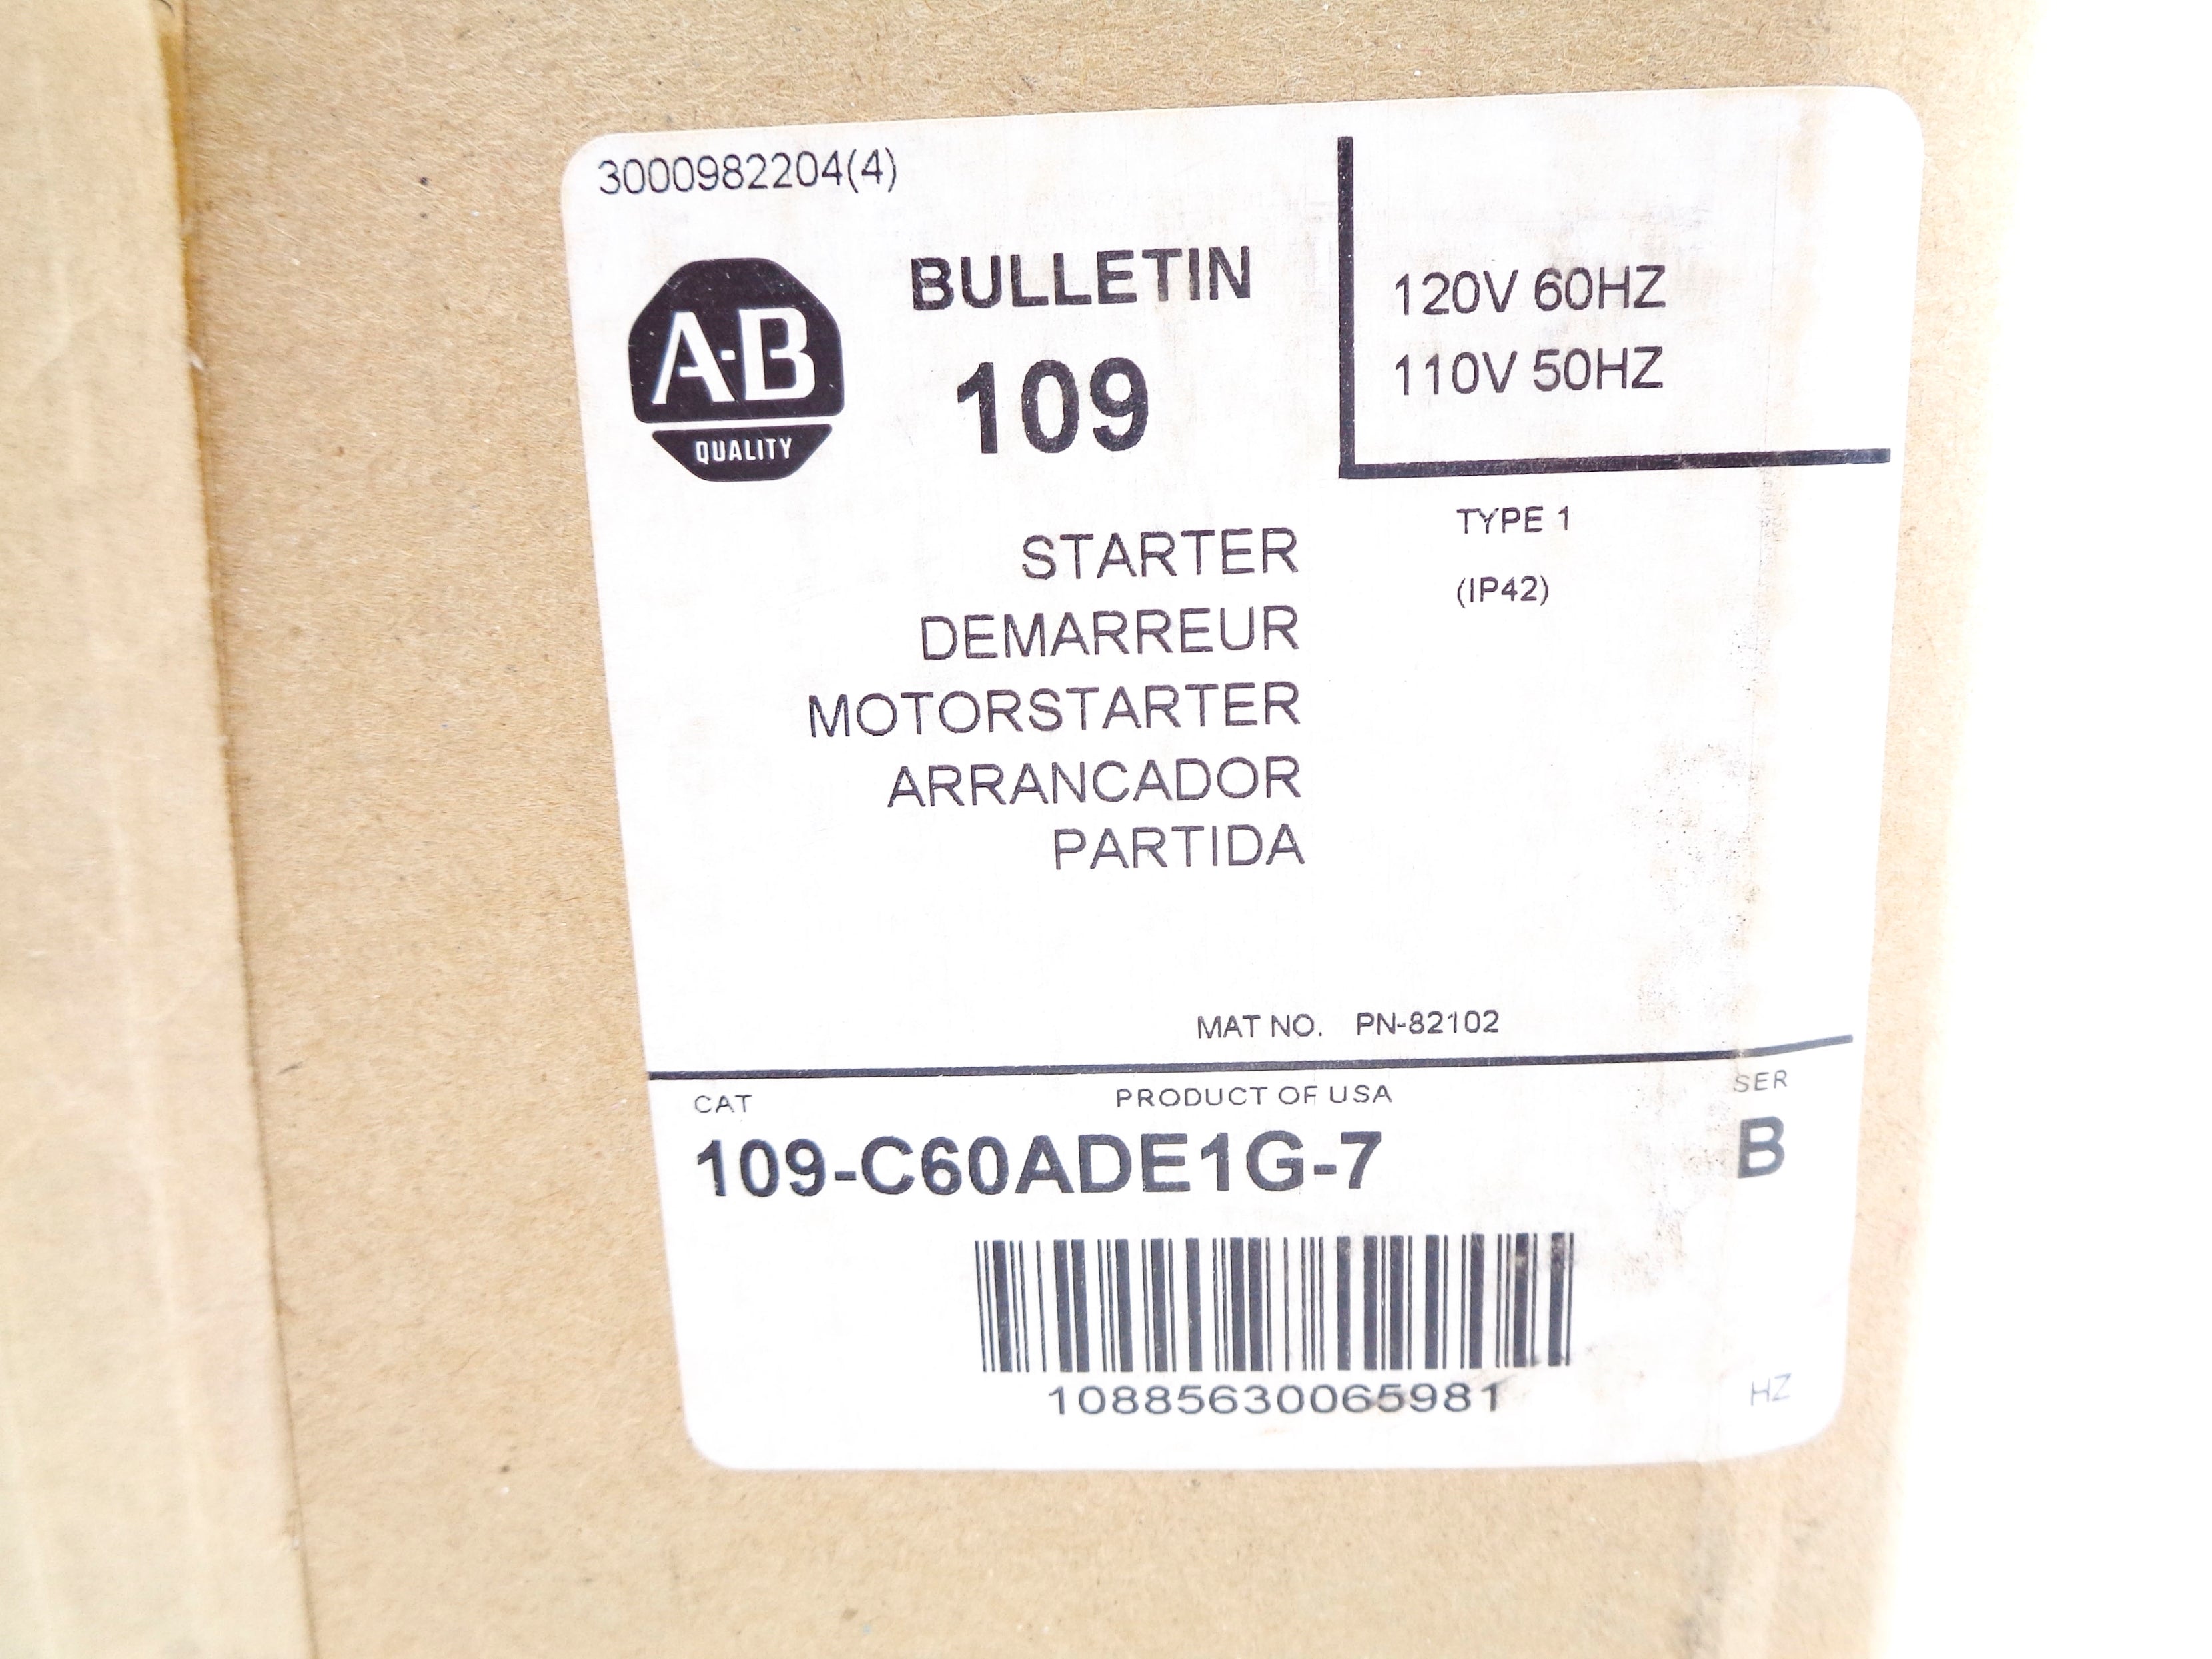 3000982204(4)
A-B
QUALITY
BULLETIN
109
120V 60HZ
110V 50HZ
TYPE 1
(IP42)
STARTER
DEMARREUR
MOTORSTARTER
ARRANCADOR
PARTIDA
MAT NO. PN-82102
CAT
PRODUCT OF USA
SER
109-C60ADE1G-7
B
10885630065981
HZ